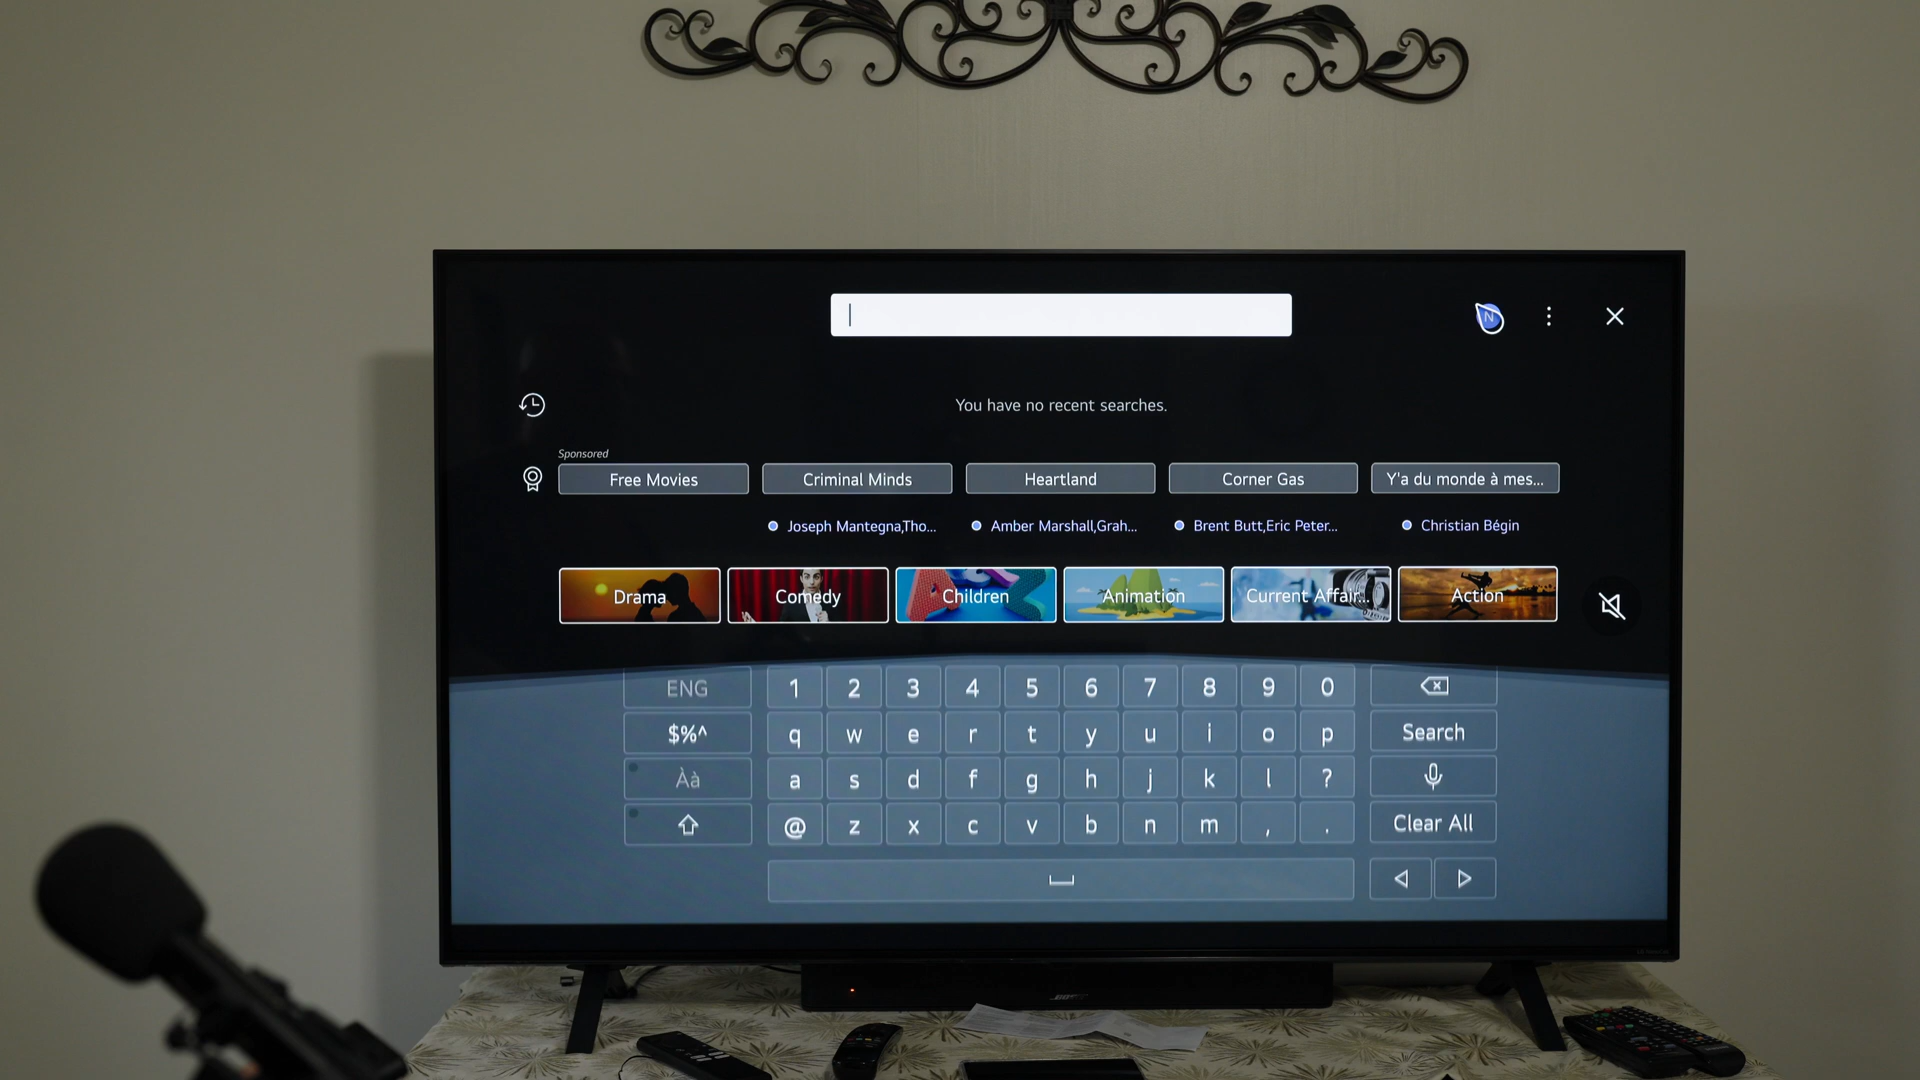 N
You have no recent searches.
Sponsored
Free Movies
Criminal Minds
Heartland
Corner Gas
Y'a du monde à mes...
Joseph Mantegna,Tho...
Amber Marshall,Grah...
Brent Butt,Eric Peter...
Christian Bégin
Drama
Comedy
Children
Animation
Current Affair...
Action
ENG 1 2 3 4 5 6 7 8 9 0
$%^ q w e r t y u i o p Search
Àà a s d f g h j k l ?
@ z x c v b n m , . Clear All
BOSE